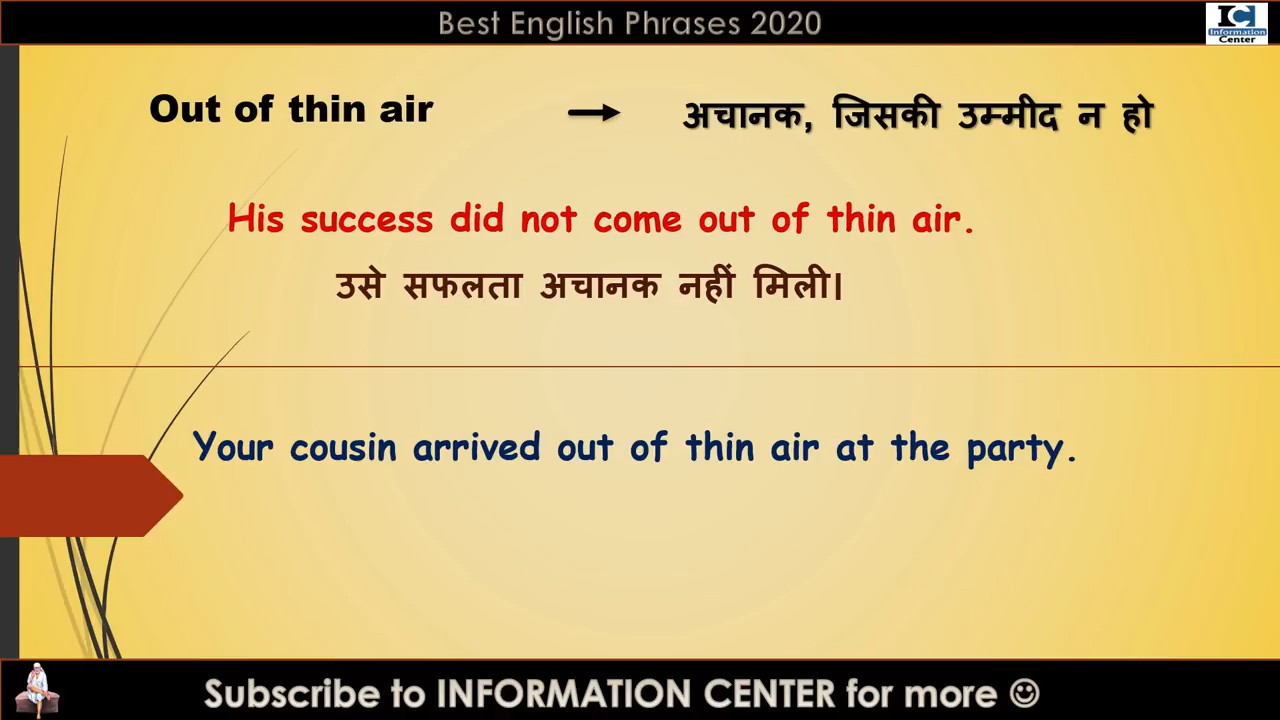 Best English Phrases 2020
IC
Information
Center
Out of thin air → अचानक, जिसकी उम्मीद न हो
His success did not come out of thin air.
उसे सफलता अचानक नहीं मिली।
Your cousin arrived out of thin air at the party.
Subscribe to INFORMATION CENTER for more ☺